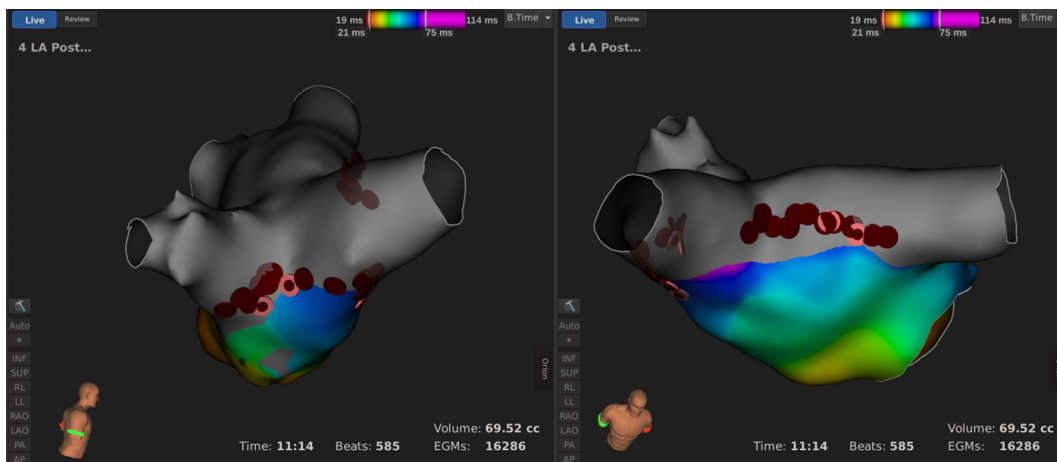 Live Review
19 ms 114 ms B.Time
21 ms 75 ms
4 LA Post...
Auto
*
INF
SUP
RL
LL
RAO
LAO
PA
AP
Orion
Volume: 69.52 cc
Time: 11:14 Beats: 585 EGMs: 16286
Live Review
19 ms 114 ms B.Time
21 ms 75 ms
4 LA Post...
Auto
*
INF
SUP
RL
LL
RAO
LAO
PA
AP
Volume: 69.52 cc
Time: 11:14 Beats: 585 EGMs: 16286